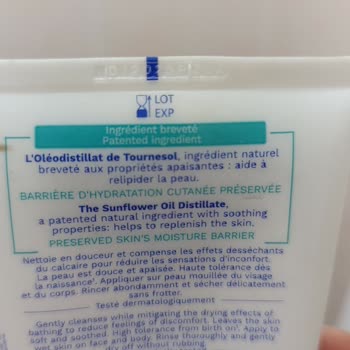 LOT
EXP
Ingrédient breveté
Patented ingredient
L'Oléodistillat de Tournesol, ingrédient naturel
breveté aux propriétés apaisantes : aide à
relipider la peau.
BARRIÈRE D'HYDRATATION CUTANÉE PRÉSERVÉE
The Sunflower Oil Distillate,
a patented natural ingredient with soothing
properties: helps to replenish the skin.
PRESERVED SKIN'S MOISTURE BARRIER
Nettoie en douceur et compense les effets desséchants
du calcaire pour réduire les sensations d'inconfort.
La peau est douce et apaisée. Haute tolérance dès
la naissance¹. Appliquer sur peau mouillée du visage
et du corps. Rincer abondamment et sécher délicatement
sans frotter.
Testé dermatologiquement
Gently cleanses while mitigating the drying effects of
bathing to reduce feelings of discomfort. Leaves the skin
soft and soothed. High tolerance from birth on¹. Apply to
wet skin on face and body. Rinse thoroughly and gently
dry off without rubbing.